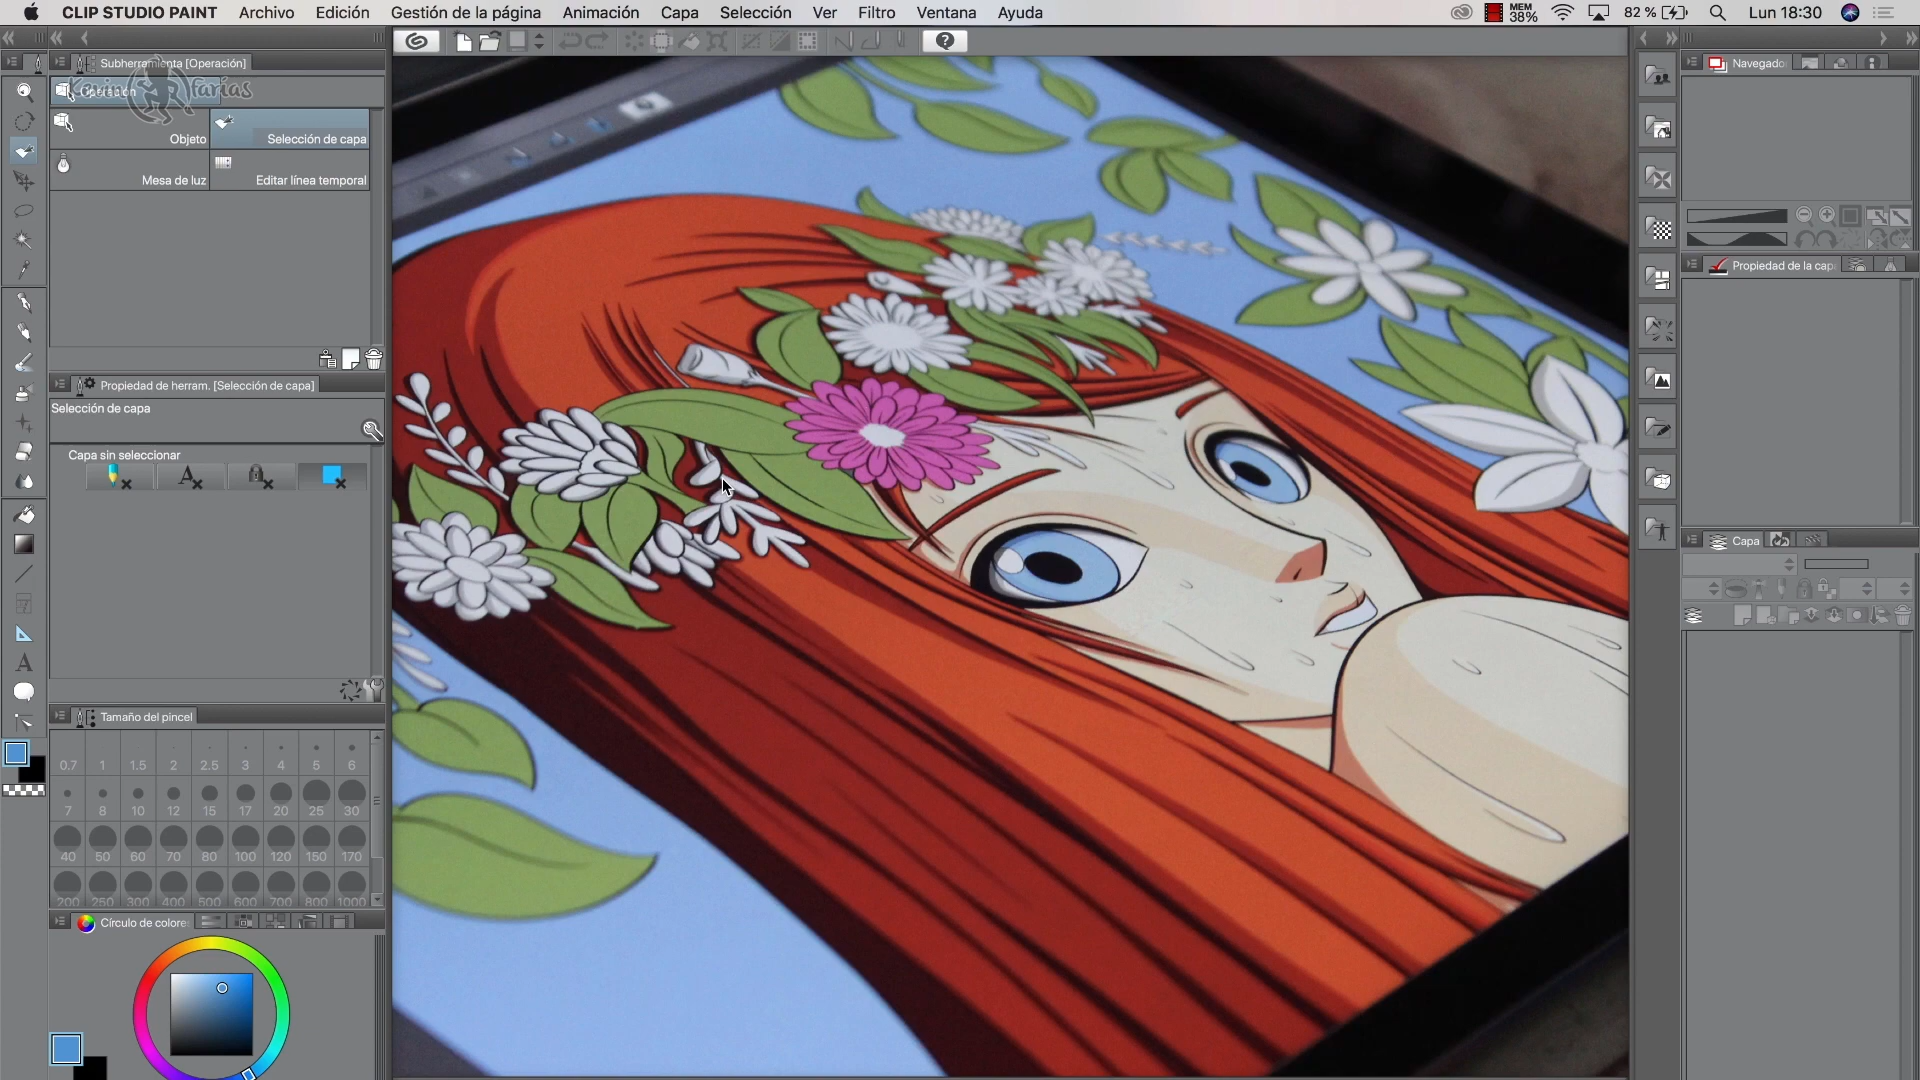 CLIP STUDIO PAINT Archivo Edición Gestión de la página Animación Capa Selección Ver Filtro Ventana Ayuda MEM 38% 82 % Lun 18:30
Subherramienta [Operación]
Operación
Farias
Objeto
Selección de capa
Mesa de luz
Editar línea temporal
Propiedad de herram. [Selección de capa]
Selección de capa
Capa sin seleccionar
Tamaño del pincel
0.7 1 1.5 2 2.5 3 4 5 6
7 8 10 12 15 17 20 25 30
40 50 60 70 80 100 120 150 170
200 250 300 400 500 600 700 800 1000
Círculo de colore
Navegado
Propiedad de la cap
Capa